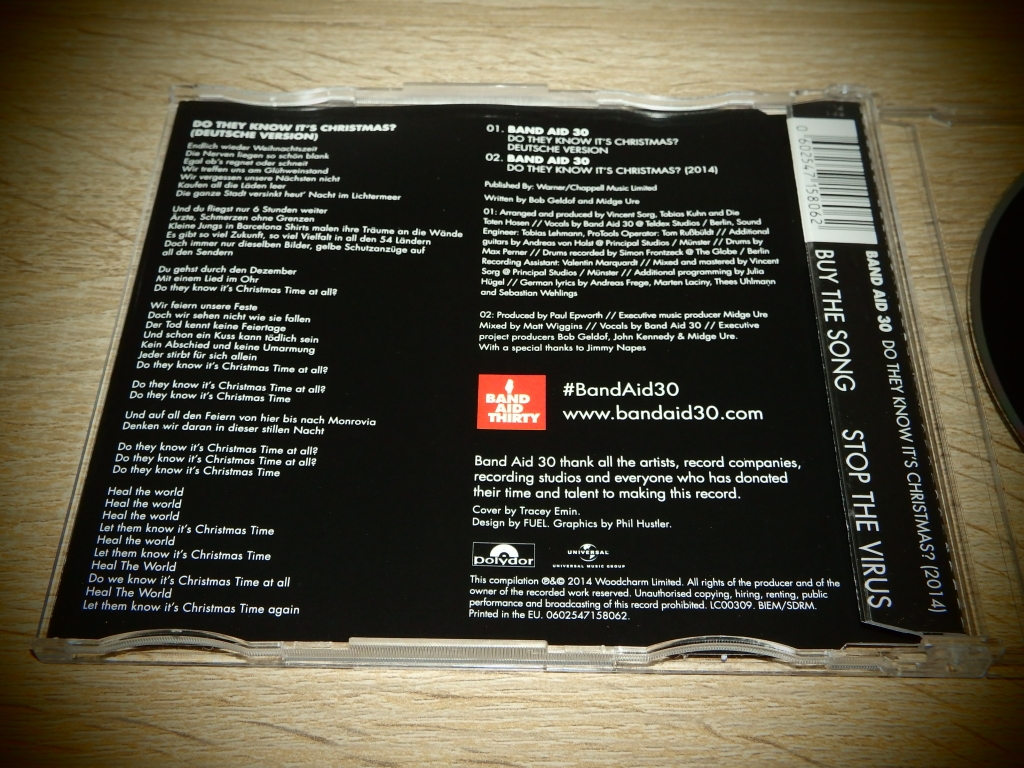 DO THEY KNOW IT'S CHRISTMAS?
(DEUTSCHE VERSION)
Endlich wieder Weihnachtszeit
Die Nerven liegen so schön blank
Egal ob's regnet oder schneit
Wir treffen uns am Glühweinstand
Wir vergessen unsere Nächsten nicht
Kaufen all die Läden leer
Die ganze Stadt versinkt heut' Nacht im Lichtermeer
Und du fliegst nur 6 Stunden weiter
Ärzte, Schmerzen ohne Grenzen
Kleine Jungs in Barcelona Shirts malen ihre Träume an die Wände
Es gibt so viel Zukunft, so viel Vielfalt in all den 54 Ländern
Doch immer nur dieselben Bilder, gelbe Schutzanzüge auf
all den Sendern
Du gehst durch den Dezember
Mit einem Lied im Ohr
Do they know it's Christmas Time at all?
Wir feiern unsere Feste
Doch wir sehen nicht wie sie fallen
Der Tod kennt keine Feiertage
Und schon ein Kuss kann tödlich sein
Kein Abschied und keine Umarmung
Jeder stirbt für sich allein
Do they know it's Christmas Time at all?
Do they know it's Christmas Time at all?
Do they know it's Christmas Time
Und auf all den Feiern von hier bis nach Monrovia
Denken wir daran in dieser stillen Nacht
Do they know it's Christmas Time at all?
Do they know it's Christmas Time at all?
Do they know it's Christmas Time
Heal the world
Heal the world
Heal the world
Let them know it's Christmas Time
Heal the world
Let them know it's Christmas Time
Heal The World
Do we know it's Christmas Time at all
Heal The World
Let them know it's Christmas Time again
01. BAND AID 30
DO THEY KNOW IT'S CHRISTMAS?
DEUTSCHE VERSION
02. BAND AID 30
DO THEY KNOW IT'S CHRISTMAS? (2014)
Published By: Warner/Chappell Music Limited
Written by Bob Geldof and Midge Ure
01: Arranged and produced by Vincent Sorg, Tobias Kuhn and Die
Toten Hosen // Vocals by Band Aid 30 @ Teldex Studios / Berlin, Sound
Engineer: Tobias Lehmann, ProTools Operator: Tom Rußbüldt // Additional
guitars by Andreas von Holst @ Principal Studios / Münster // Drums by
Max Perner // Drums recorded by Simon Frontzeck @ The Globe / Berlin
Recording Assistant: Valentin Marquardt // Mixed and mastered by Vincent
Sorg @ Principal Studios / Münster // Additional programming by Julia
Hügel // German lyrics by Andreas Frege, Marten Laciny, Thees Uhlmann
and Sebastian Wehlings
02: Produced by Paul Epworth // Executive music producer Midge Ure
Mixed by Matt Wiggins // Vocals by Band Aid 30 // Executive
project producers Bob Geldof, John Kennedy & Midge Ure.
With a special thanks to Jimmy Napes
BAND
AID
THIRTY
#BandAid30
www.bandaid30.com
Band Aid 30 thank all the artists, record companies,
recording studios and everyone who has donated
their time and talent to making this record.
Cover by Tracey Emin.
Design by FUEL. Graphics by Phil Hustler.
polydor
UNIVERSAL
UNIVERSAL MUSIC GROUP
This compilation ℗&© 2014 Woodcharm Limited. All rights of the producer and of the
owner of the recorded work reserved. Unauthorised copying, hiring, renting, public
performance and broadcasting of this record prohibited. LC00309. BIEM/SDRM.
Printed in the EU. 0602547158062.
0 602547 158062
BUY THE SONG STOP THE VIRUS
BAND AID 30 DO THEY KNOW IT'S CHRISTMAS? (2014)